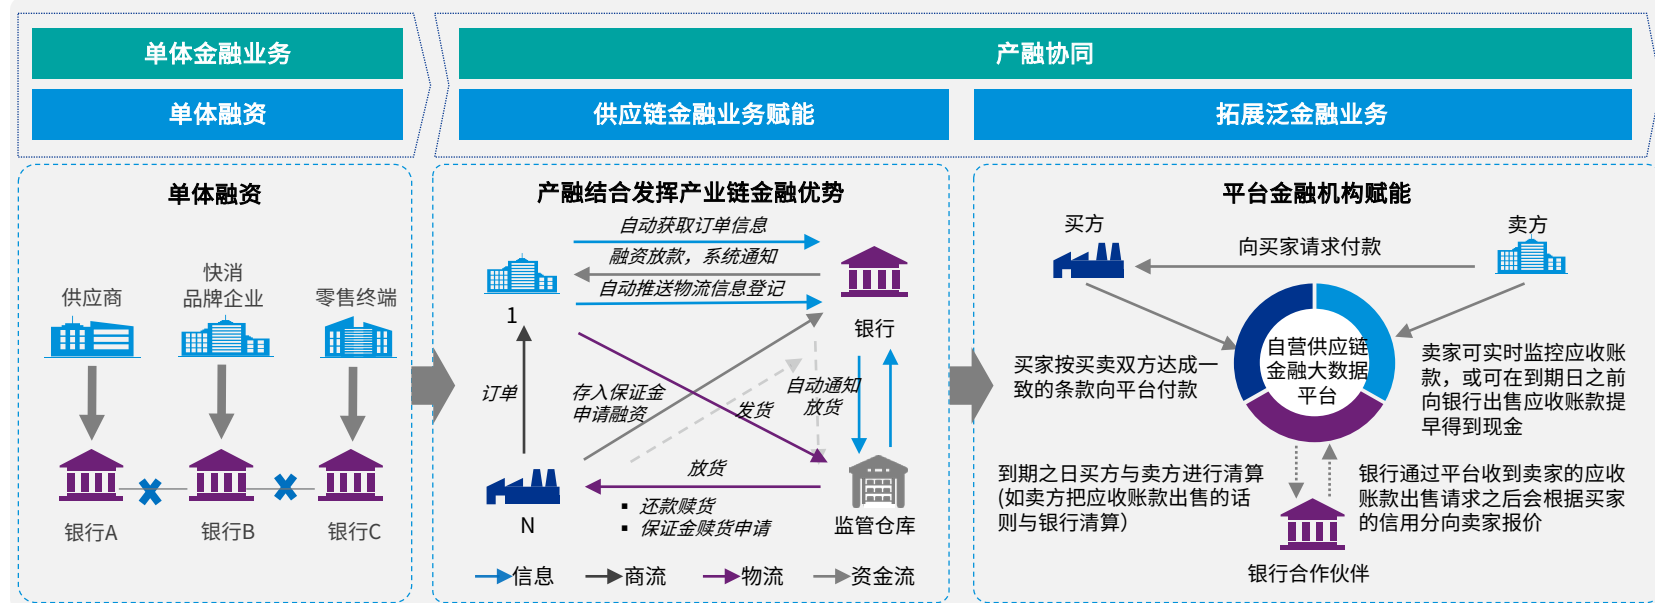 单体金融业务
产融协同
单体融资
供应链金融业务赋能
拓展泛金融业务
单体融资
供应商
快消
品牌企业
零售终端
银行A
银行B
银行C
产融结合发挥产业链金融优势
自动获取订单信息
融资放款，系统通知
自动推送物流信息登记
1
银行
订单
存入保证金
申请融资
发货
自动通知
放货
放货
N
▪ 还款赎货
▪ 保证金赎货申请
监管仓库
信息
商流
物流
资金流
平台金融机构赋能
买方
卖方
向买家请求付款
自营供应链
金融大数据
平台
买家按买卖双方达成一
致的条款向平台付款
卖家可实时监控应收账
款，或可在到期日之前
向银行出售应收账款提
早得到现金
到期之日买方与卖方进行清算
(如卖方把应收账款出售的话
则与银行清算）
银行通过平台收到卖家的应收
账款出售请求之后会根据买家
的信用分向卖家报价
银行合作伙伴